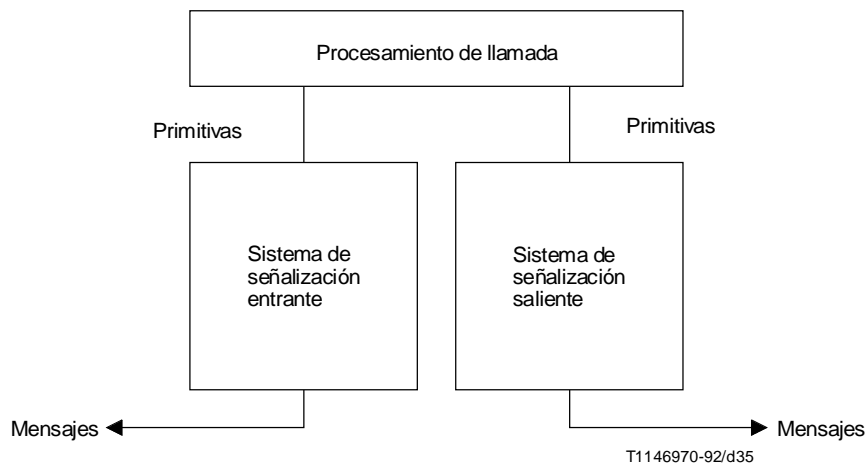 Procesamiento de llamada
Primitivas
Primitivas
Sistema de
señalización
entrante
Sistema de
señalización
saliente
Mensajes
Mensajes
T1146970-92/d35